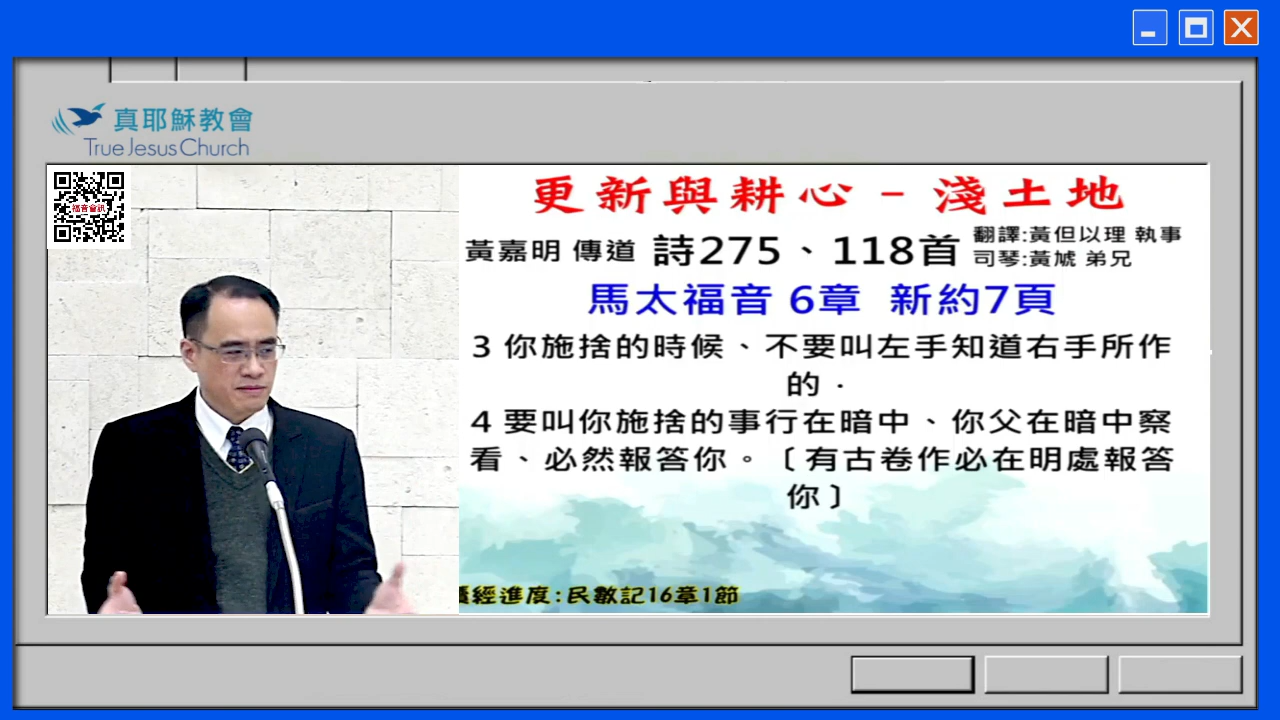 真耶穌教會
True Jesus Church
福音會訊
更新與耕心 - 淺土地
黃嘉明 傳道 詩275、118首
翻譯:黃但以理 執事
司琴:黃虓 弟兄
馬太福音 6章 新約7頁
3 你施捨的時候、不要叫左手知道右手所作
的．
4 要叫你施捨的事行在暗中、你父在暗中察
看、必然報答你。〔有古卷作必在明處報答
你〕
經進度:民數記16章1節